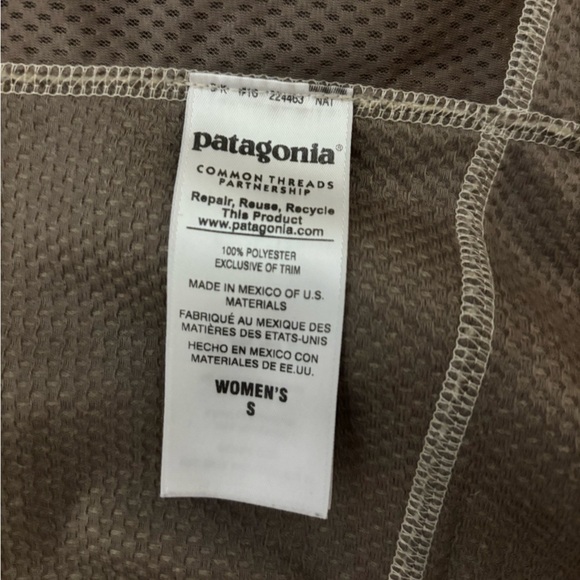 224463 NAT
patagonia®
COMMON THREADS
PARTNERSHIP
Repair, Reuse, Recycle
This Product
www.patagonia.com
100% POLYESTER
EXCLUSIVE OF TRIM
MADE IN MEXICO OF U.S.
MATERIALS
FABRIQUÉ AU MEXIQUE DES
MATIÈRES DES ETATS-UNIS
HECHO EN MEXICO CON
MATERIALES DE EE.UU.
WOMEN'S
S